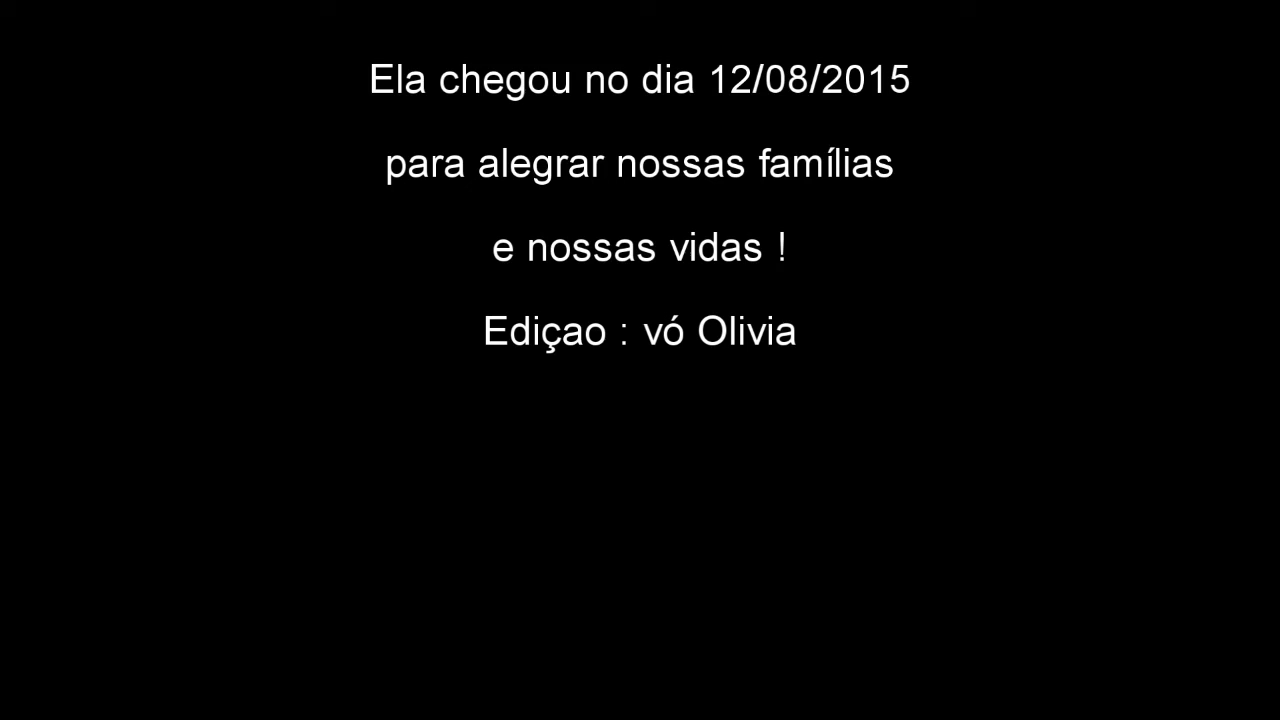 Ela chegou no dia 12/08/2015
para alegrar nossas famílias
e nossas vidas !
Ediçao : vó Olivia